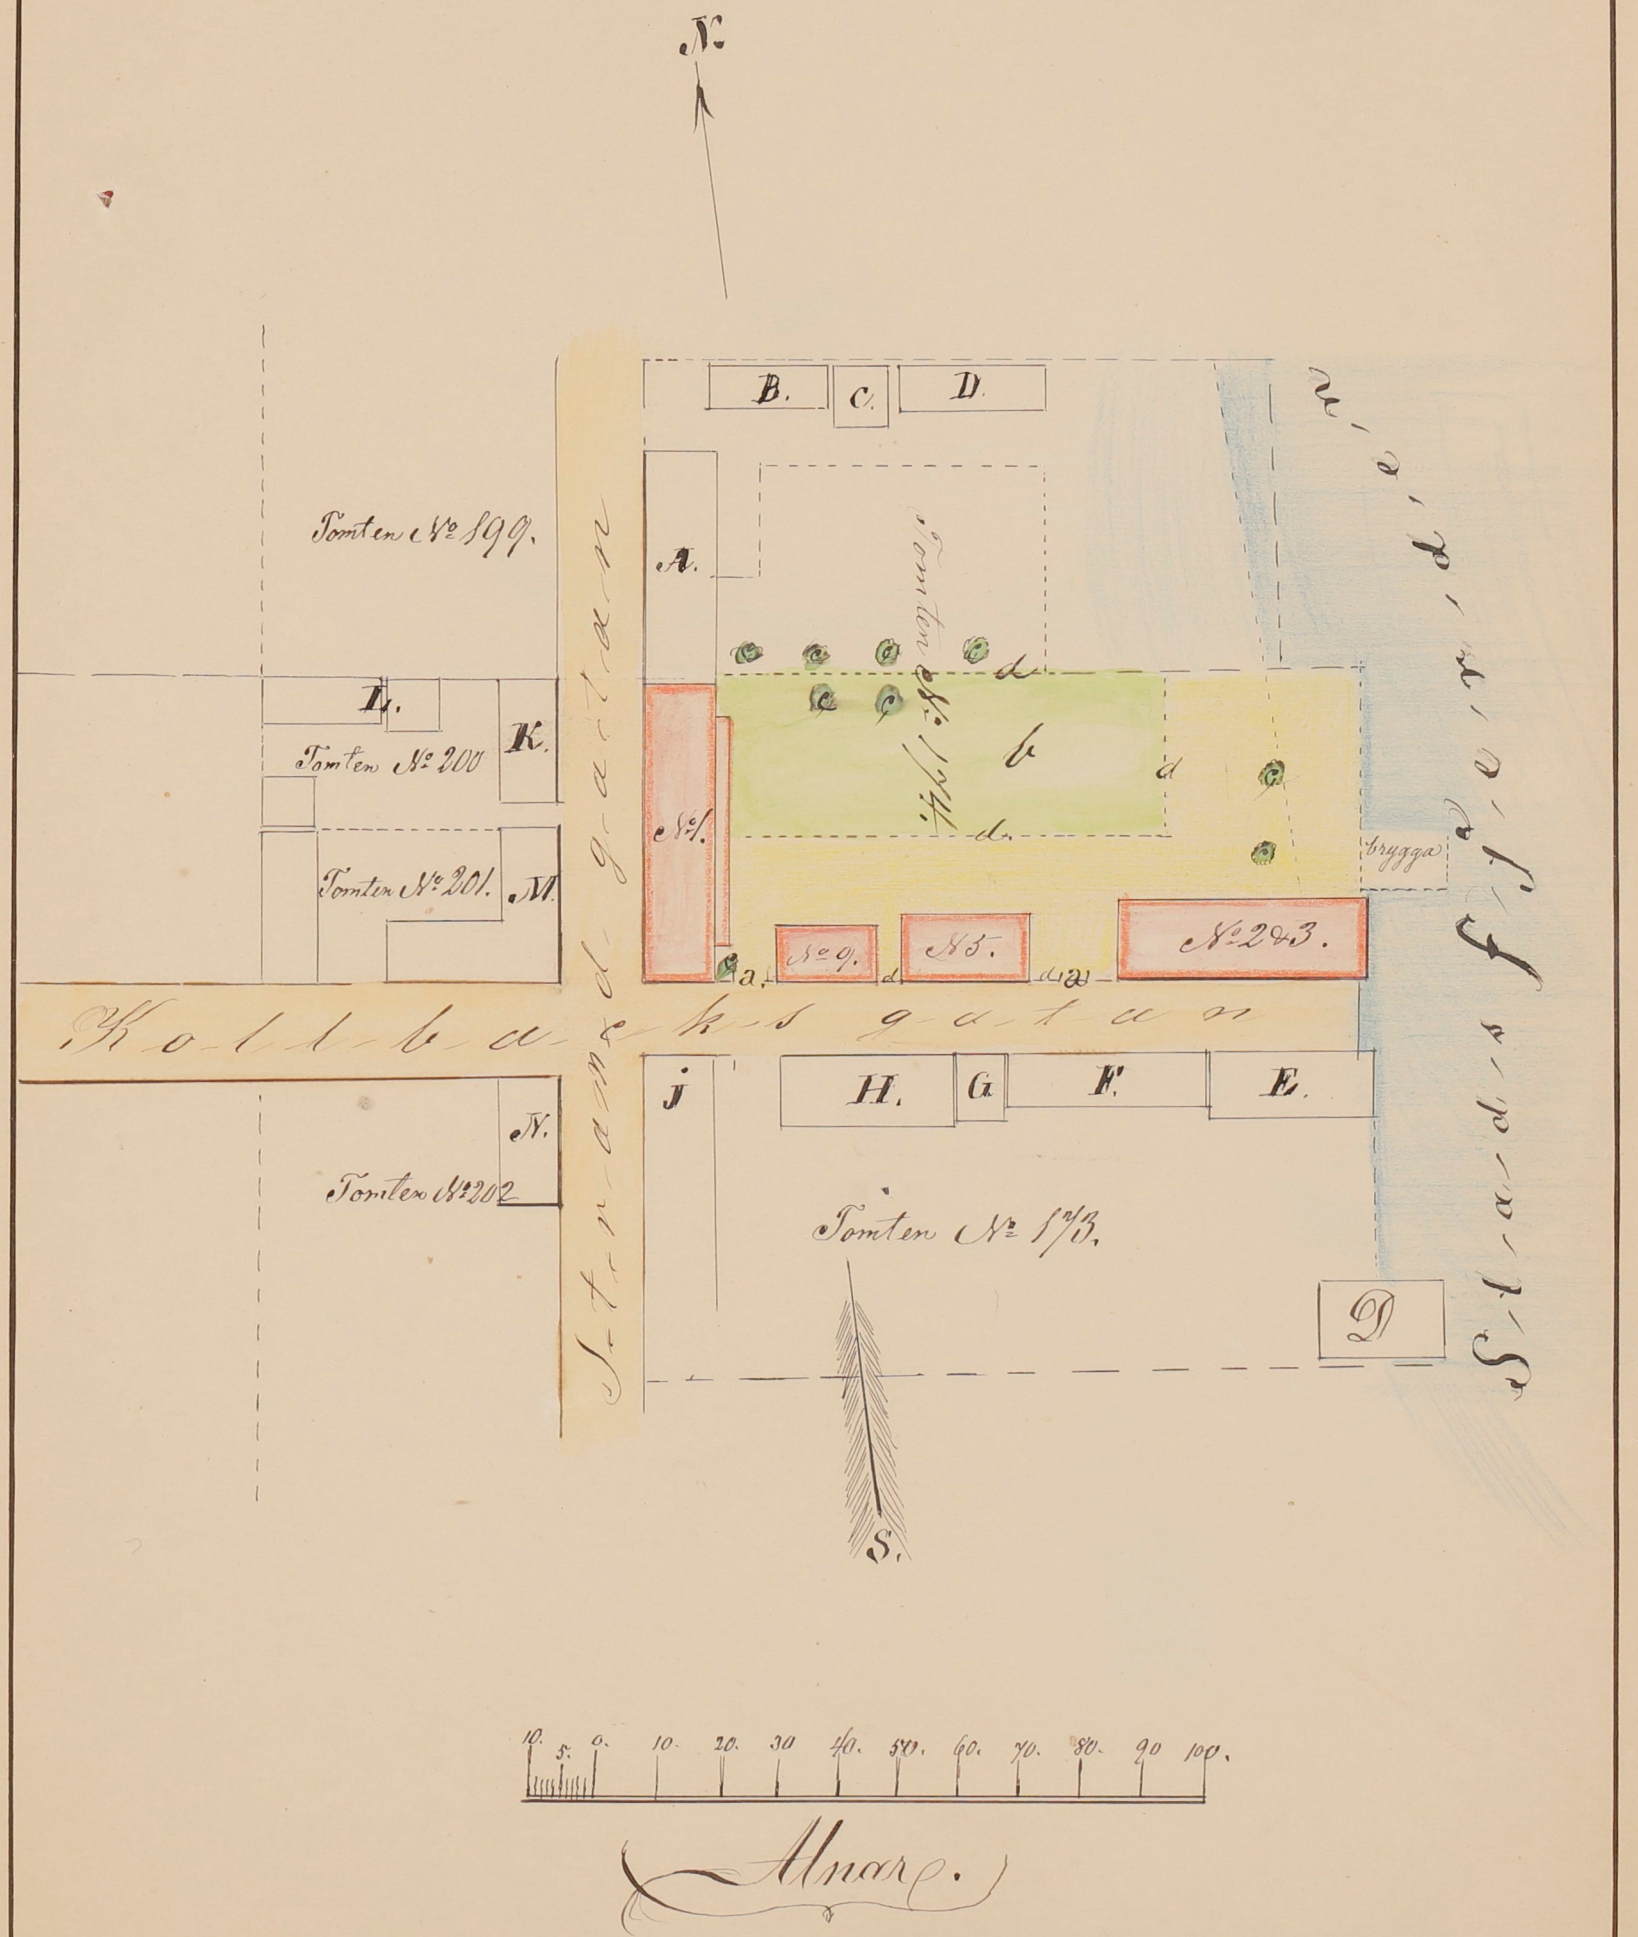 N.
B.
C.
D.
Tomten No 199.
A.
Tomten No. 174.
d
L.
K.
Tomten No 200
b
d
C
C
C
C
C
C
C
C
C
No 1.
d.
brygga
Tomten No 201.
M.
No 9.
N 5.
No 2 & 3.
a.
d
d
a
Kollbacksgatan
Strandgatan
Stadsfjärden
j
H.
G
F.
E.
N.
Tomten No 202
Tomten No 173.
D
S.
10. 5. 0. 10. 20. 30 40. 50. 60. 70. 80. 90 100.
Alnar.